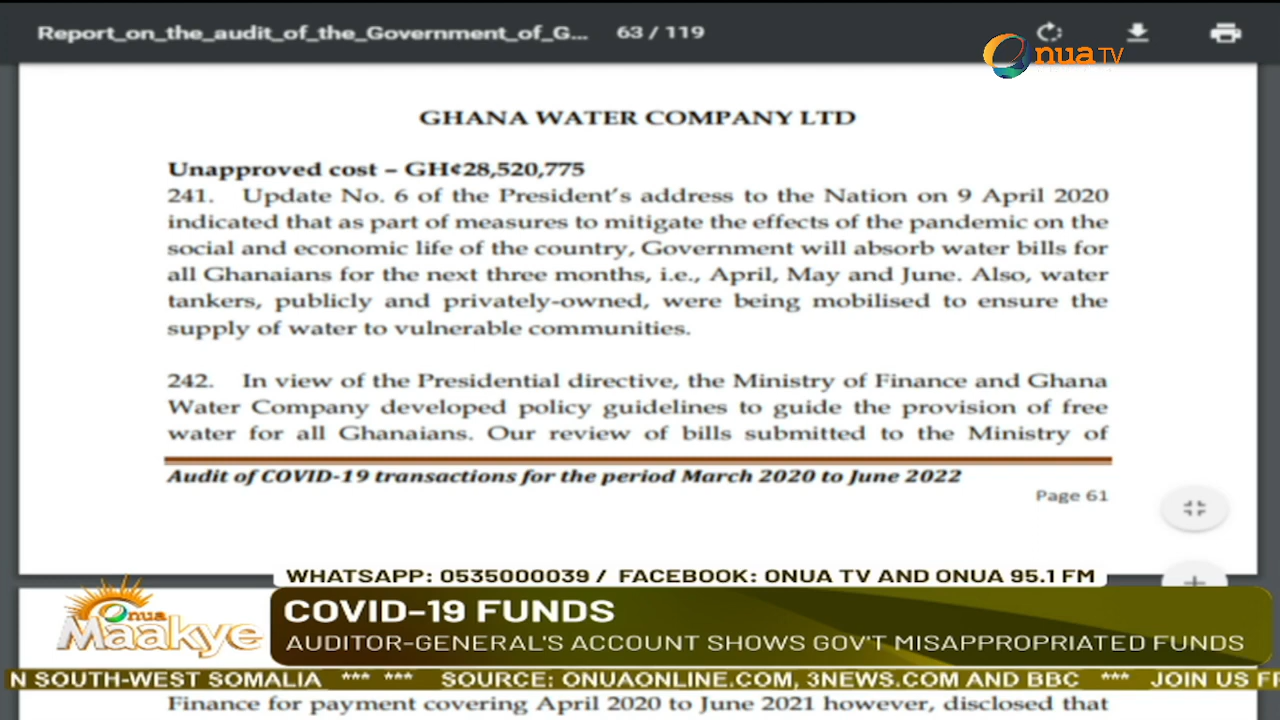 Report_on_the_audit_of_the_Government_of_G... 63 / 119
Onua TV
GHANA WATER COMPANY LTD
Unapproved cost – GH¢28,520,775
241. Update No. 6 of the President's address to the Nation on 9 April 2020
indicated that as part of measures to mitigate the effects of the pandemic on the
social and economic life of the country, Government will absorb water bills for
all Ghanaians for the next three months, i.e., April, May and June. Also, water
tankers, publicly and privately-owned, were being mobilised to ensure the
supply of water to vulnerable communities.
242. In view of the Presidential directive, the Ministry of Finance and Ghana
Water Company developed policy guidelines to guide the provision of free
water for all Ghanaians. Our review of bills submitted to the Ministry of
Audit of COVID-19 transactions for the period March 2020 to June 2022
Page 61
WHATSAPP: 0535000039 / FACEBOOK: ONUA TV AND ONUA 95.1 FM
Onua
Maakye
COVID-19 FUNDS
AUDITOR-GENERAL'S ACCOUNT SHOWS GOV'T MISAPPROPRIATED FUNDS
N SOUTH-WEST SOMALIA *** *** SOURCE: ONUAONLINE.COM, 3NEWS.COM AND BBC *** JOIN US F
Finance for payment covering April 2020 to June 2021 however, disclosed that